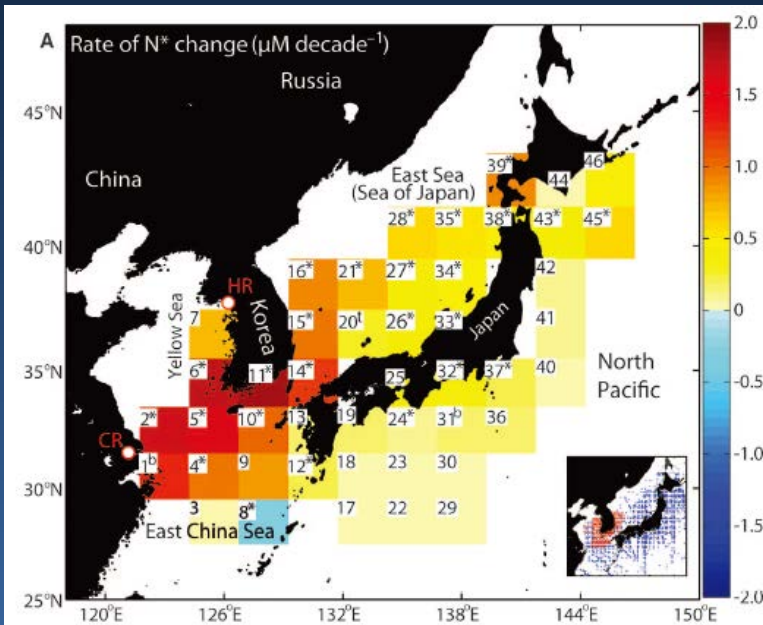 A Rate of N* change (μM decade⁻¹)
Russia
45°N
China
East Sea
(Sea of Japan)
39* 44 46
28* 35* 38* 43* 45*
40°N
HR
Korea
Yellow Sea
Japan
16* 21* 27* 34* 42
7 15* 20ᵗ 26* 33* 41
35°N
6* 11* 14* 25 32* 37* 40
North
Pacific
CR
2* 5* 10* 13 19 24* 31ᵇ 36
1ᵇ 4* 9 12* 18 23 30
30°N
3 8* 17 22 29
East China Sea
25°N
120°E 126°E 132°E 138°E 144°E 150°E
2.0
1.5
1.0
0.5
0
-0.5
-1.0
-1.5
-2.0